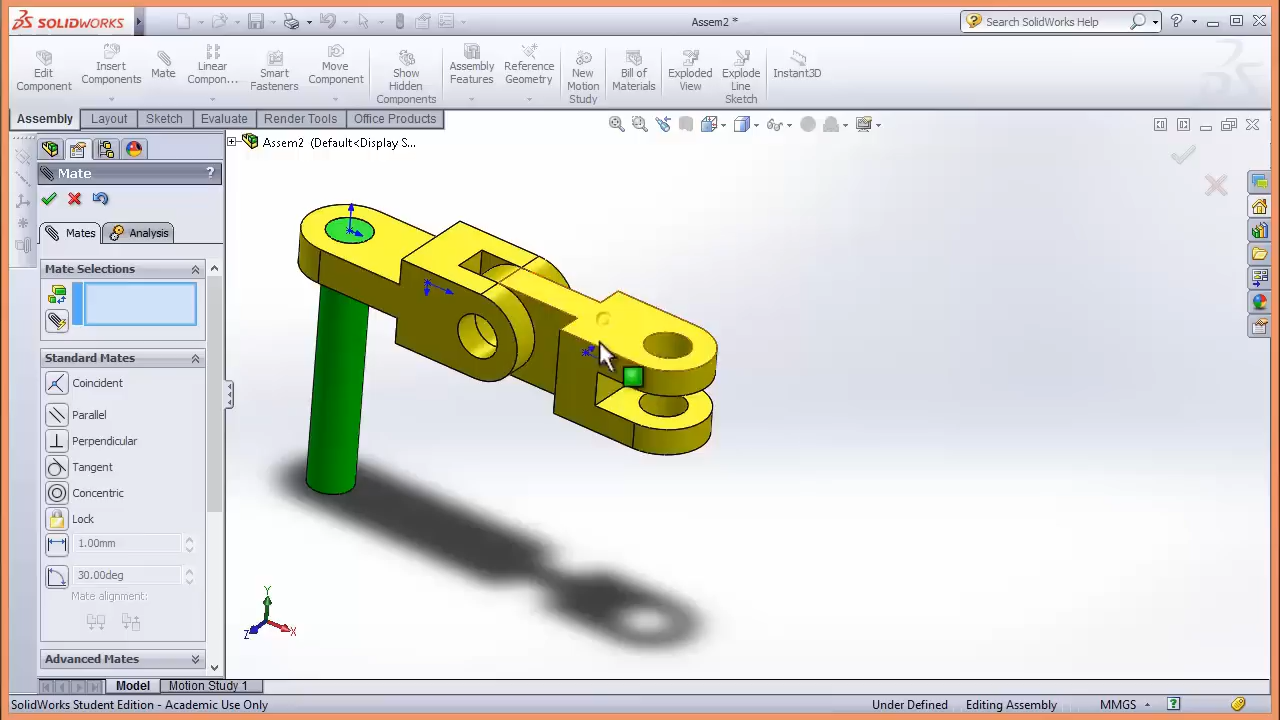 SOLIDWORKS
Assem2 *
Search SolidWorks Help
Edit Component
Insert Components
Mate
Linear Compon...
Smart Fasteners
Move Component
Show Hidden Components
Assembly Features
Reference Geometry
New Motion Study
Bill of Materials
Exploded View
Explode Line Sketch
Instant3D
Assembly
Layout
Sketch
Evaluate
Render Tools
Office Products
Assem2 (Default<Display S...
Mate
?
Mates
Analysis
Mate Selections
Standard Mates
Coincident
Parallel
Perpendicular
Tangent
Concentric
Lock
1.00mm
30.00deg
Mate alignment:
Advanced Mates
Y
Z
X
Model
Motion Study 1
SolidWorks Student Edition - Academic Use Only
Under Defined
Editing Assembly
MMGS
?